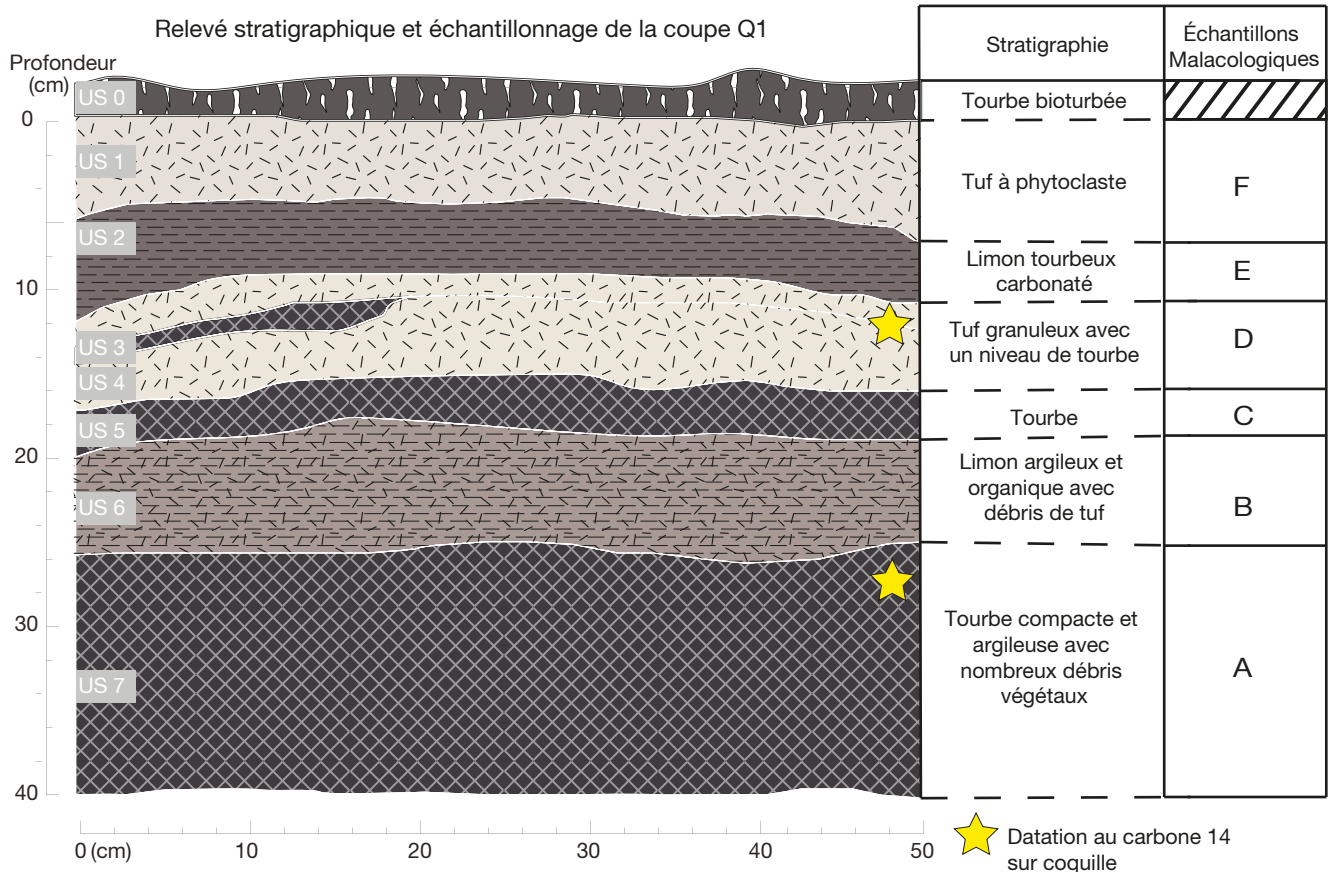 Relevé stratigraphique et échantillonnage de la coupe Q1
Profondeur
(cm)
Stratigraphie
Échantillons
Malacologiques
US 0
Tourbe bioturbée
0
US 1
Tuf à phytoclaste
F
US 2
Limon tourbeux
carbonaté
E
10
US 3
Tuf granuleux avec
un niveau de tourbe
D
US 4
US 5
Tourbe
C
20
Limon argileux et
organique avec
débris de tuf
B
US 6
30
Tourbe compacte et
argileuse avec
nombreux débris
végétaux
A
US 7
40
0 (cm) 10 20 30 40 50
Datation au carbone 14
sur coquille